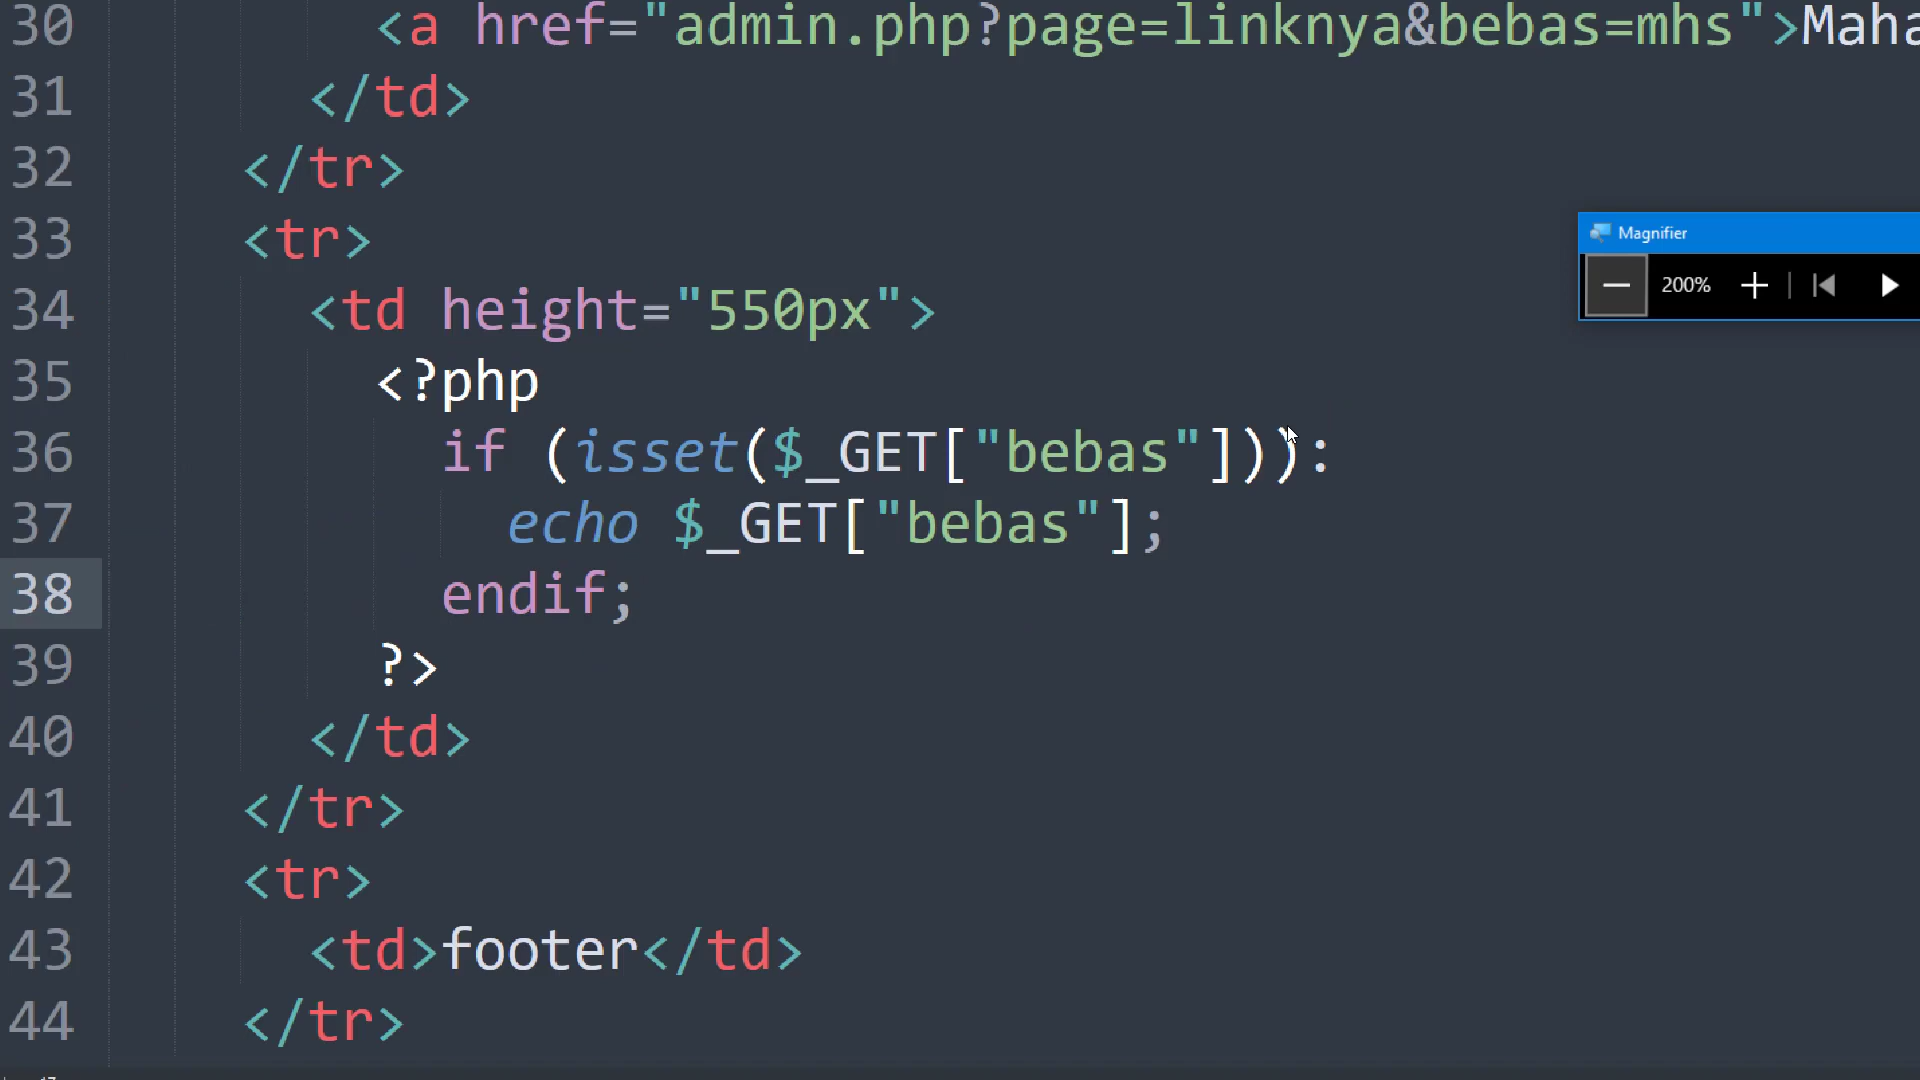 30 <a href="admin.php?page=linknya&bebas=mhs">Maha
31 </td>
32 </tr>
33 <tr>
34 <td height="550px">
35 <?php
36 if (isset($_GET["bebas"])):
37 echo $_GET["bebas"];
38 endif;
39 ?>
40 </td>
41 </tr>
42 <tr>
43 <td>footer</td>
44 </tr>
Magnifier
200%